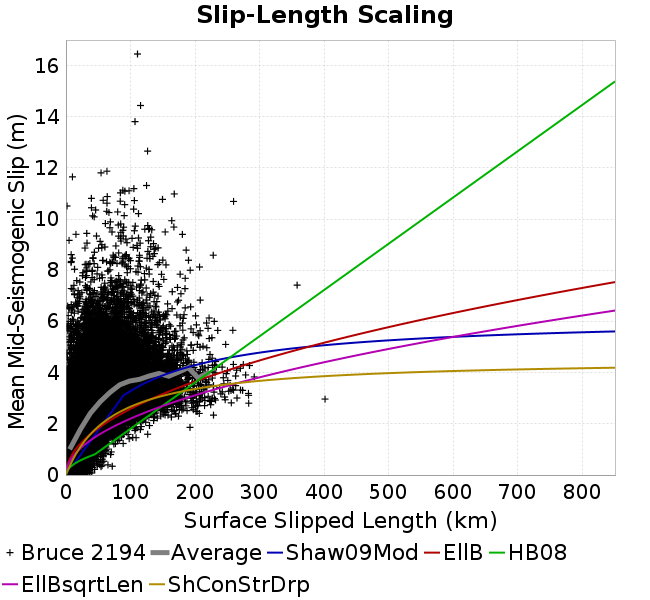 Slip-Length Scaling
Mean Mid-Seismogenic Slip (m)
16
14
12
10
8
6
4
2
0
0 100 200 300 400 500 600 700 800
Surface Slipped Length (km)
Bruce 2194 Average Shaw09Mod EllB HB08
EllBsqrtLen ShConStrDrp